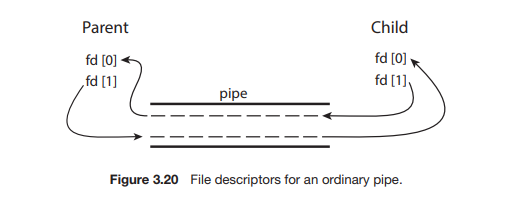 Parent
Child
fd [0]
fd [0]
fd [1]
fd [1]
pipe
Figure 3.20 File descriptors for an ordinary pipe.